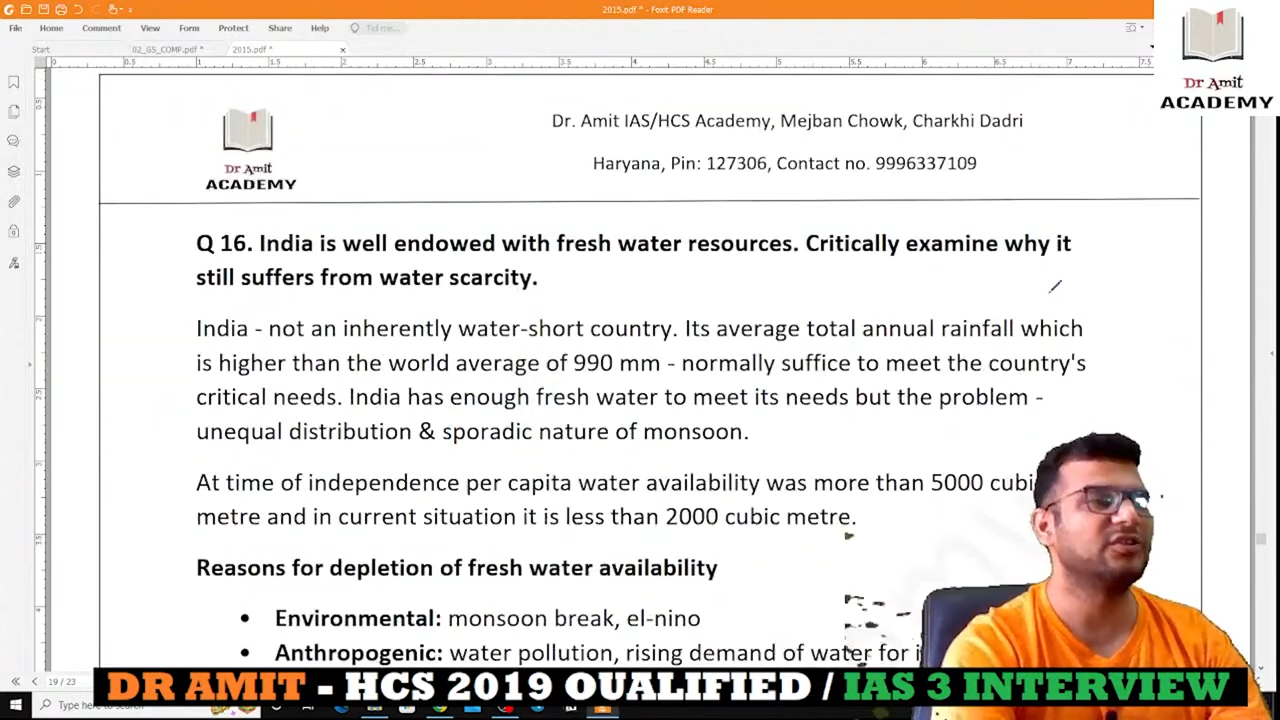 2015.pdf * - Foxit PDF Reader
File Home Comment View Form Protect Share Help Tell me...
Start 02_GS_COMP.pdf * 2015.pdf *
Dr Amit
ACADEMY
Dr Amit
ACADEMY
Dr. Amit IAS/HCS Academy, Mejban Chowk, Charkhi Dadri
Haryana, Pin: 127306, Contact no. 9996337109
Q 16. India is well endowed with fresh water resources. Critically examine why it
still suffers from water scarcity.
India - not an inherently water-short country. Its average total annual rainfall which
is higher than the world average of 990 mm - normally suffice to meet the country's
critical needs. India has enough fresh water to meet its needs but the problem -
unequal distribution & sporadic nature of monsoon.
At time of independence per capita water availability was more than 5000 cubi
metre and in current situation it is less than 2000 cubic metre.
Reasons for depletion of fresh water availability
• Environmental: monsoon break, el-nino
• Anthropogenic: water pollution, rising demand of water for i
19 / 23
DR AMIT - HCS 2019 QUALIFIED / IAS 3 INTERVIEW
Type here to search